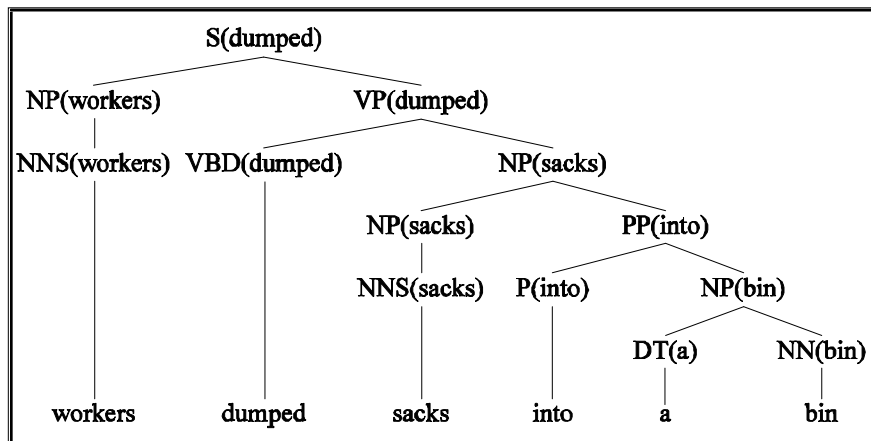 S(dumped)
NP(workers) VP(dumped)
NNS(workers) VBD(dumped) NP(sacks)
NP(sacks) PP(into)
NNS(sacks) P(into) NP(bin)
DT(a) NN(bin)
workers dumped sacks into a bin